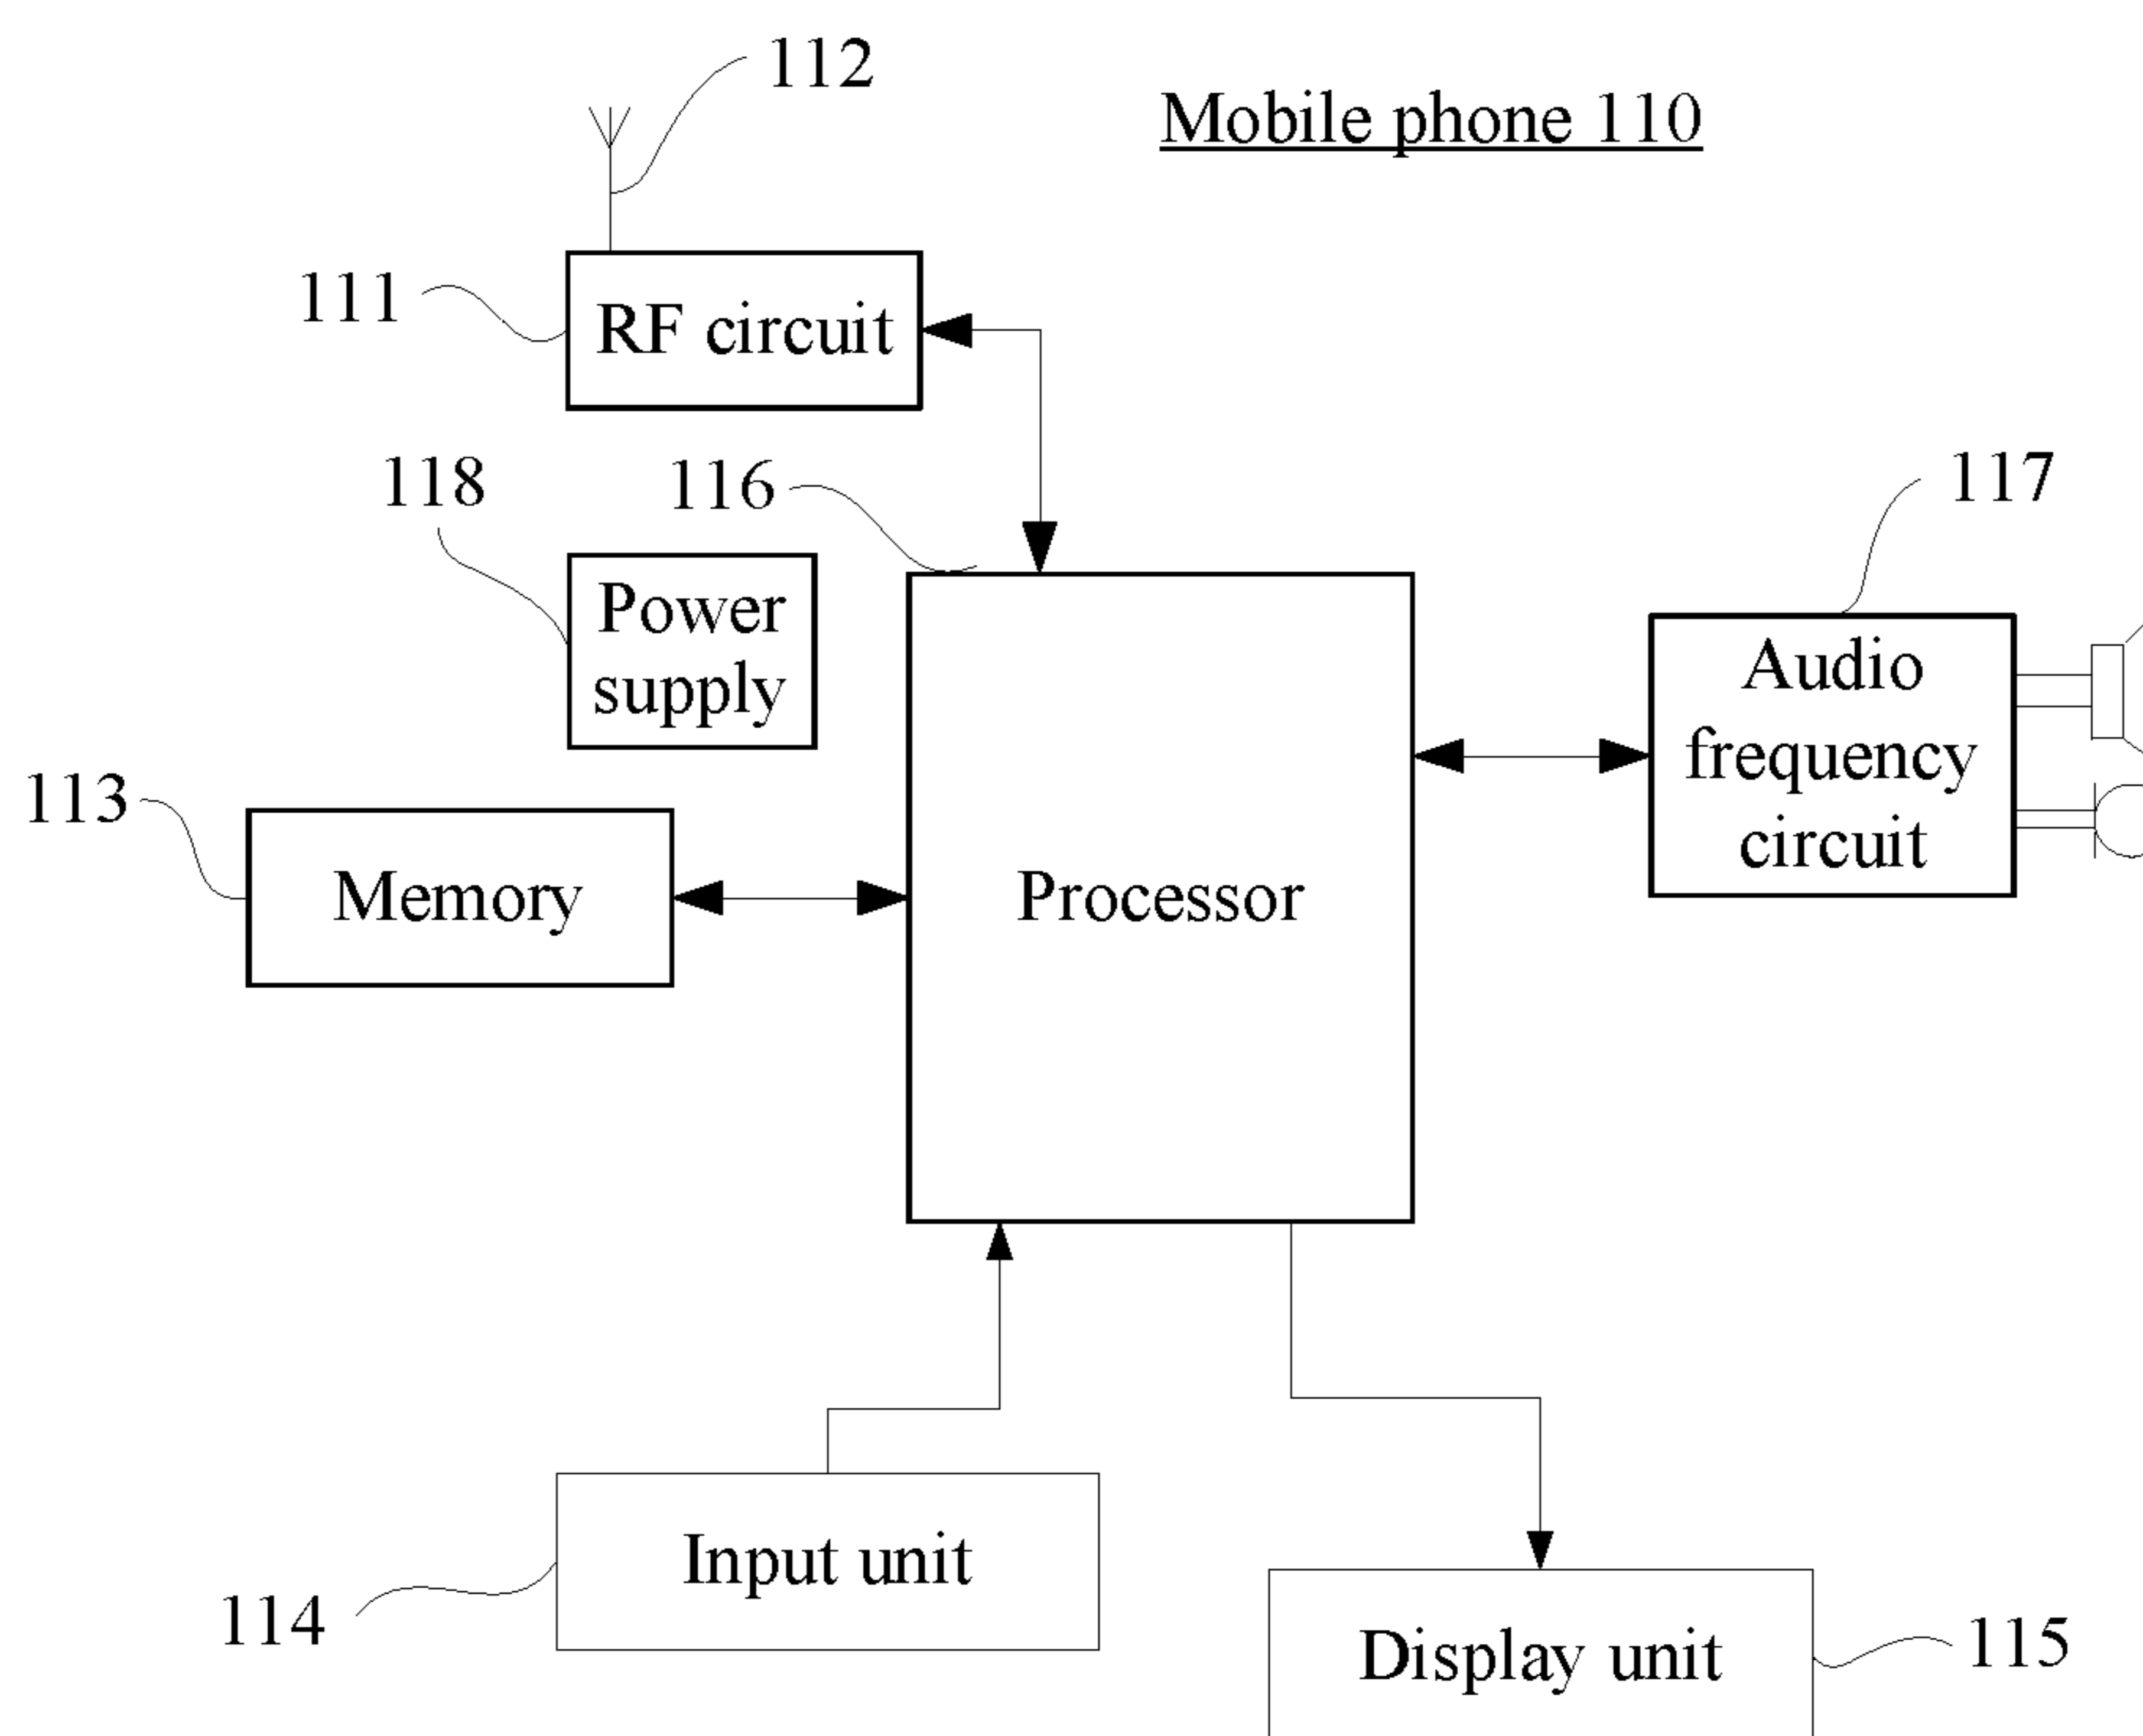 112
Mobile phone 110
111
RF circuit
118
116
117
Power
supply
Audio
frequency
circuit
113
Memory
Processor
Input unit
114
Display unit
115